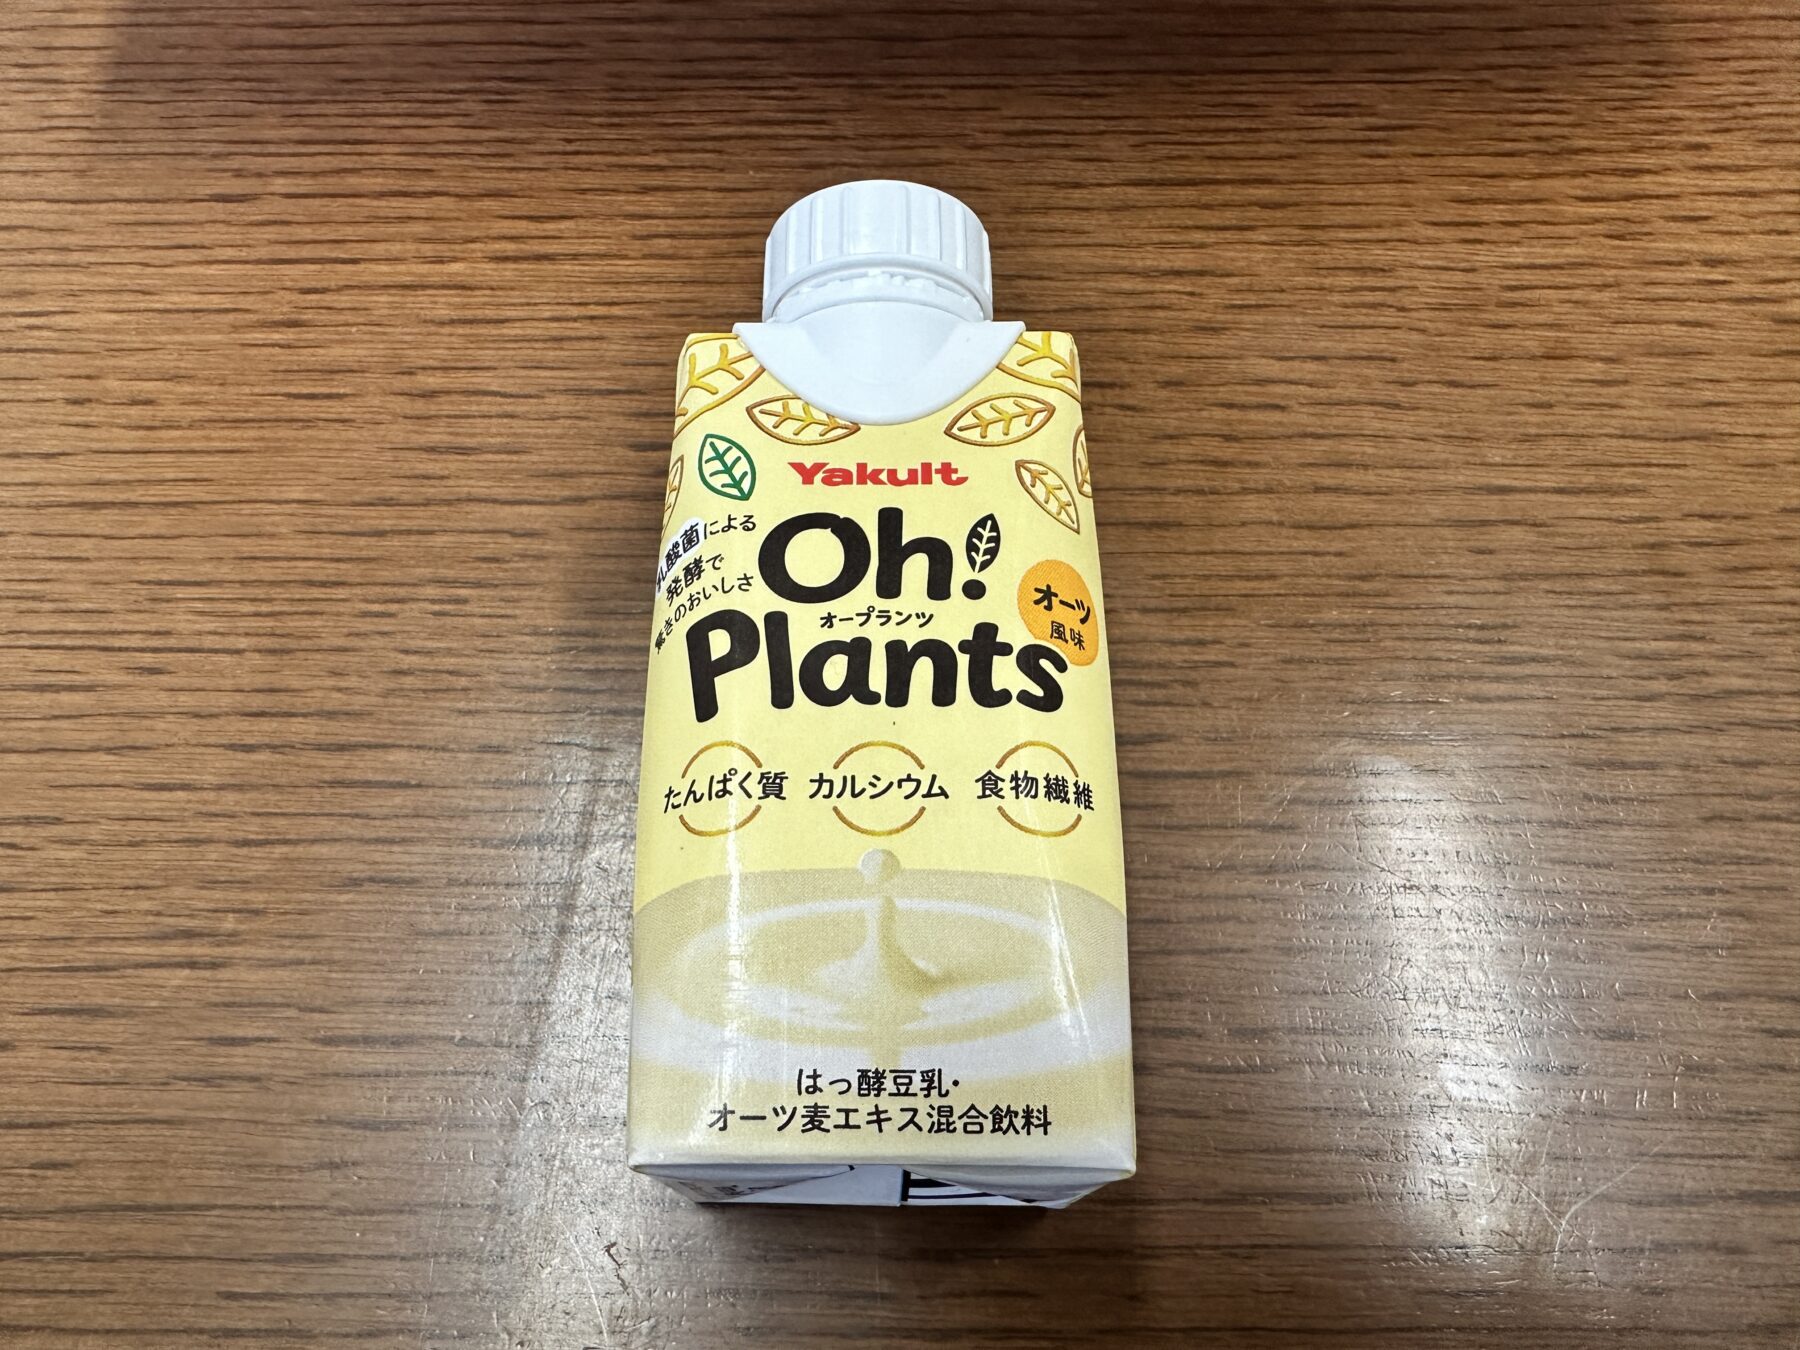 Yakult
乳酸菌による
発酵で
驚きのおいしさ
Oh!
オープランツ
Plants
オーツ
風味
たんぱく質 カルシウム 食物繊維
はっ酵豆乳・
オーツ麦エキス混合飲料